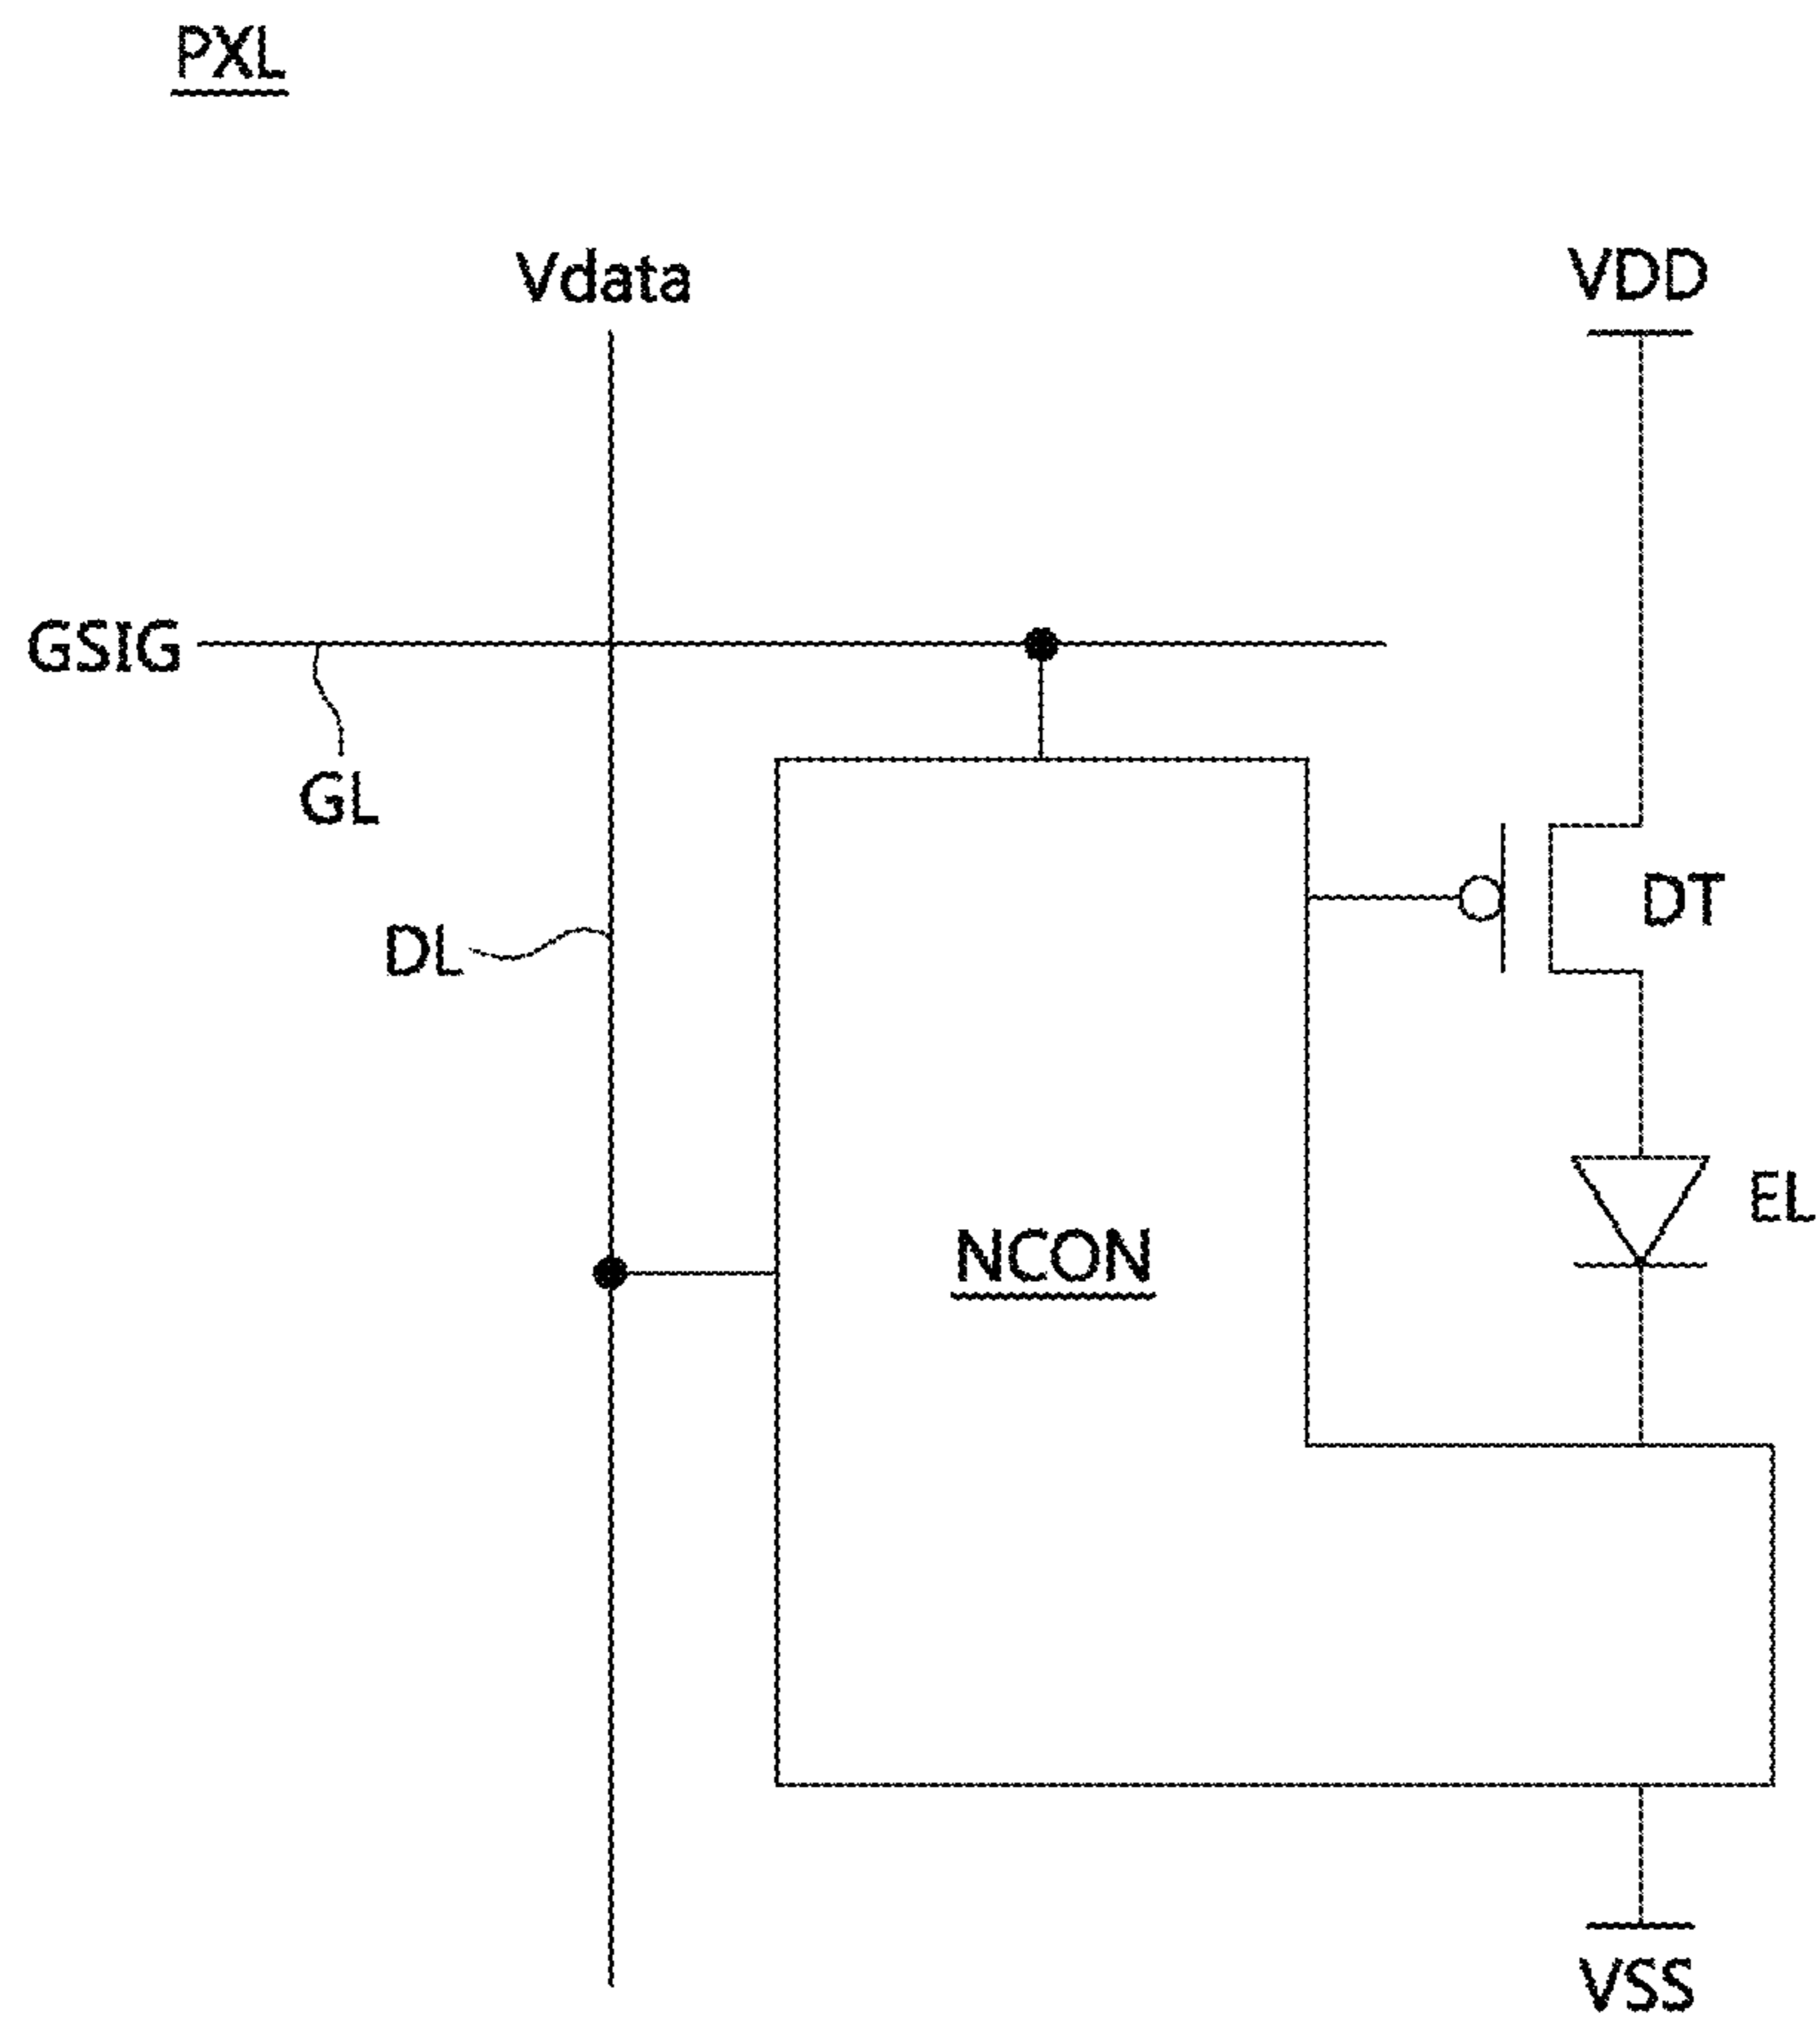 PXL
Vdata
VDD
GSIG
GL
DT
DL
EL
NCON
VSS